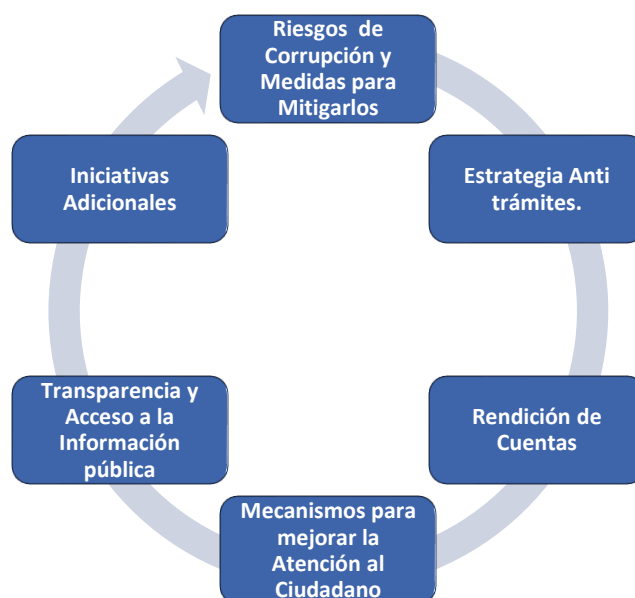 Riesgos de
Corrupción y
Medidas para
Mitigarlos
Estrategia Anti
trámites.
Rendición de
Cuentas
Mecanismos para
mejorar la
Atención al
Ciudadano
Transparencia y
Acceso a la
Información
pública
Iniciativas
Adicionales